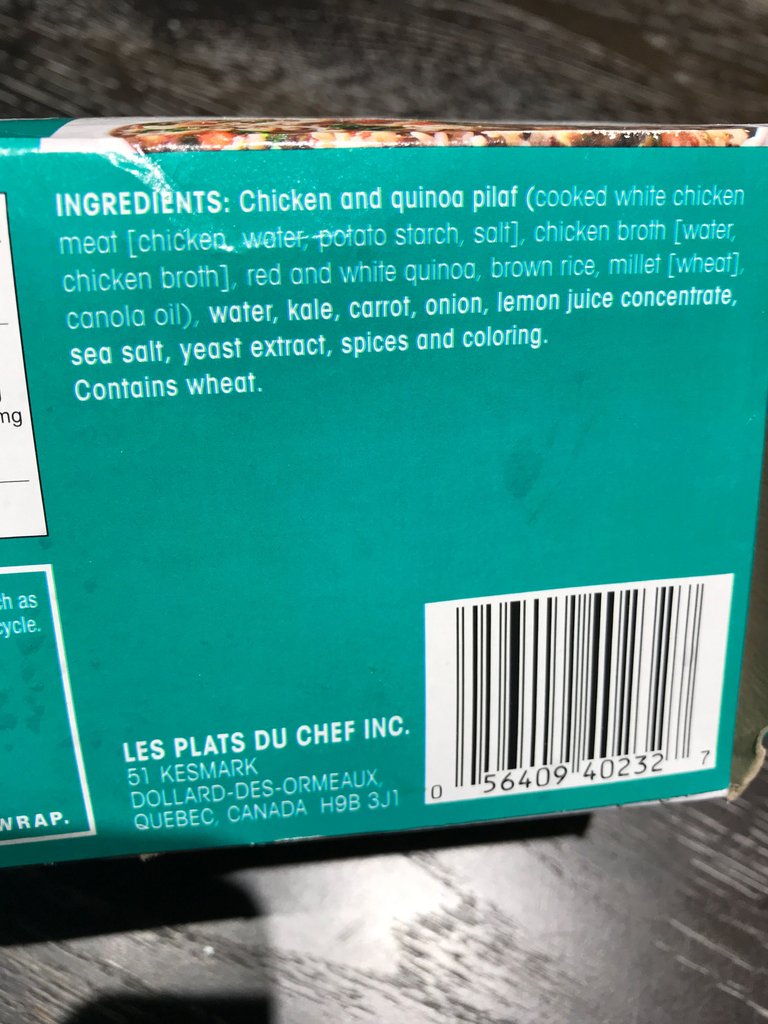 INGREDIENTS: Chicken and quinoa pilaf (cooked white chicken
meat [chicken, water, potato starch, salt], chicken broth [water,
chicken broth], red and white quinoa, brown rice, millet [wheat],
canola oil), water, kale, carrot, onion, lemon juice concentrate,
sea salt, yeast extract, spices and coloring.
Contains wheat.
mg
as
WRAP.
LES PLATS DU CHEF INC.
51 KESMARK
DOLLARD-DES-ORMEAUX,
QUEBEC, CANADA H9B 3J1
0 56409 40232 7